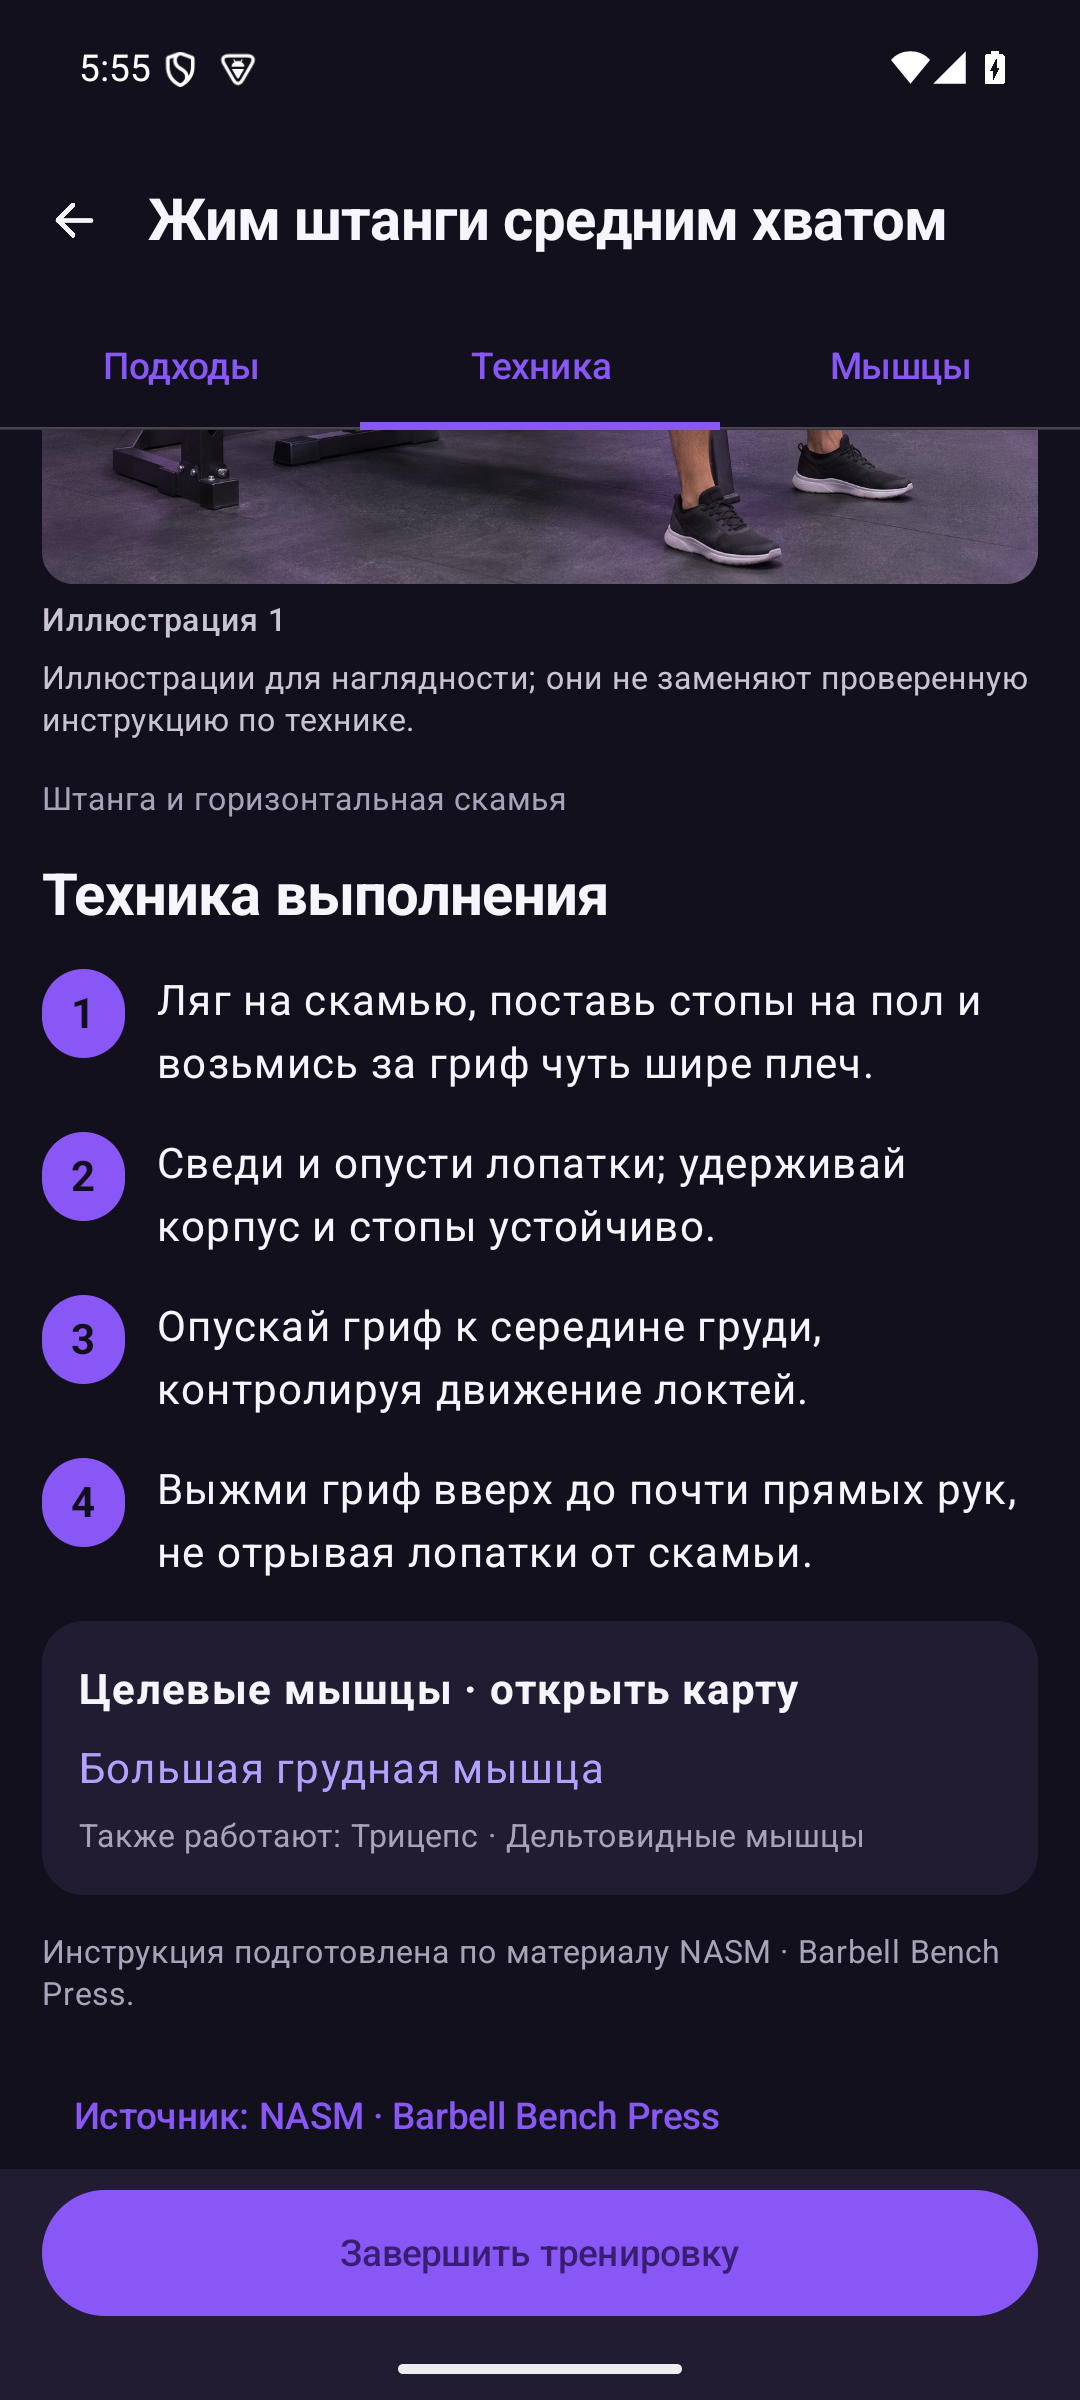 5:55
Жим штанги средним хватом
Подходы
Техника
Мышцы
Иллюстрация 1
Иллюстрации для наглядности; они не заменяют проверенную
инструкцию по технике.
Штанга и горизонтальная скамья
Техника выполнения
1
Ляг на скамью, поставь стопы на пол и
возьмись за гриф чуть шире плеч.
2
Сведи и опусти лопатки; удерживай
корпус и стопы устойчиво.
3
Опускай гриф к середине груди,
контролируя движение локтей.
4
Выжми гриф вверх до почти прямых рук,
не отрывая лопатки от скамьи.
Целевые мышцы · открыть карту
Большая грудная мышца
Также работают: Трицепс · Дельтовидные мышцы
Инструкция подготовлена по материалу NASM · Barbell Bench
Press.
Источник: NASM · Barbell Bench Press
Завершить тренировку